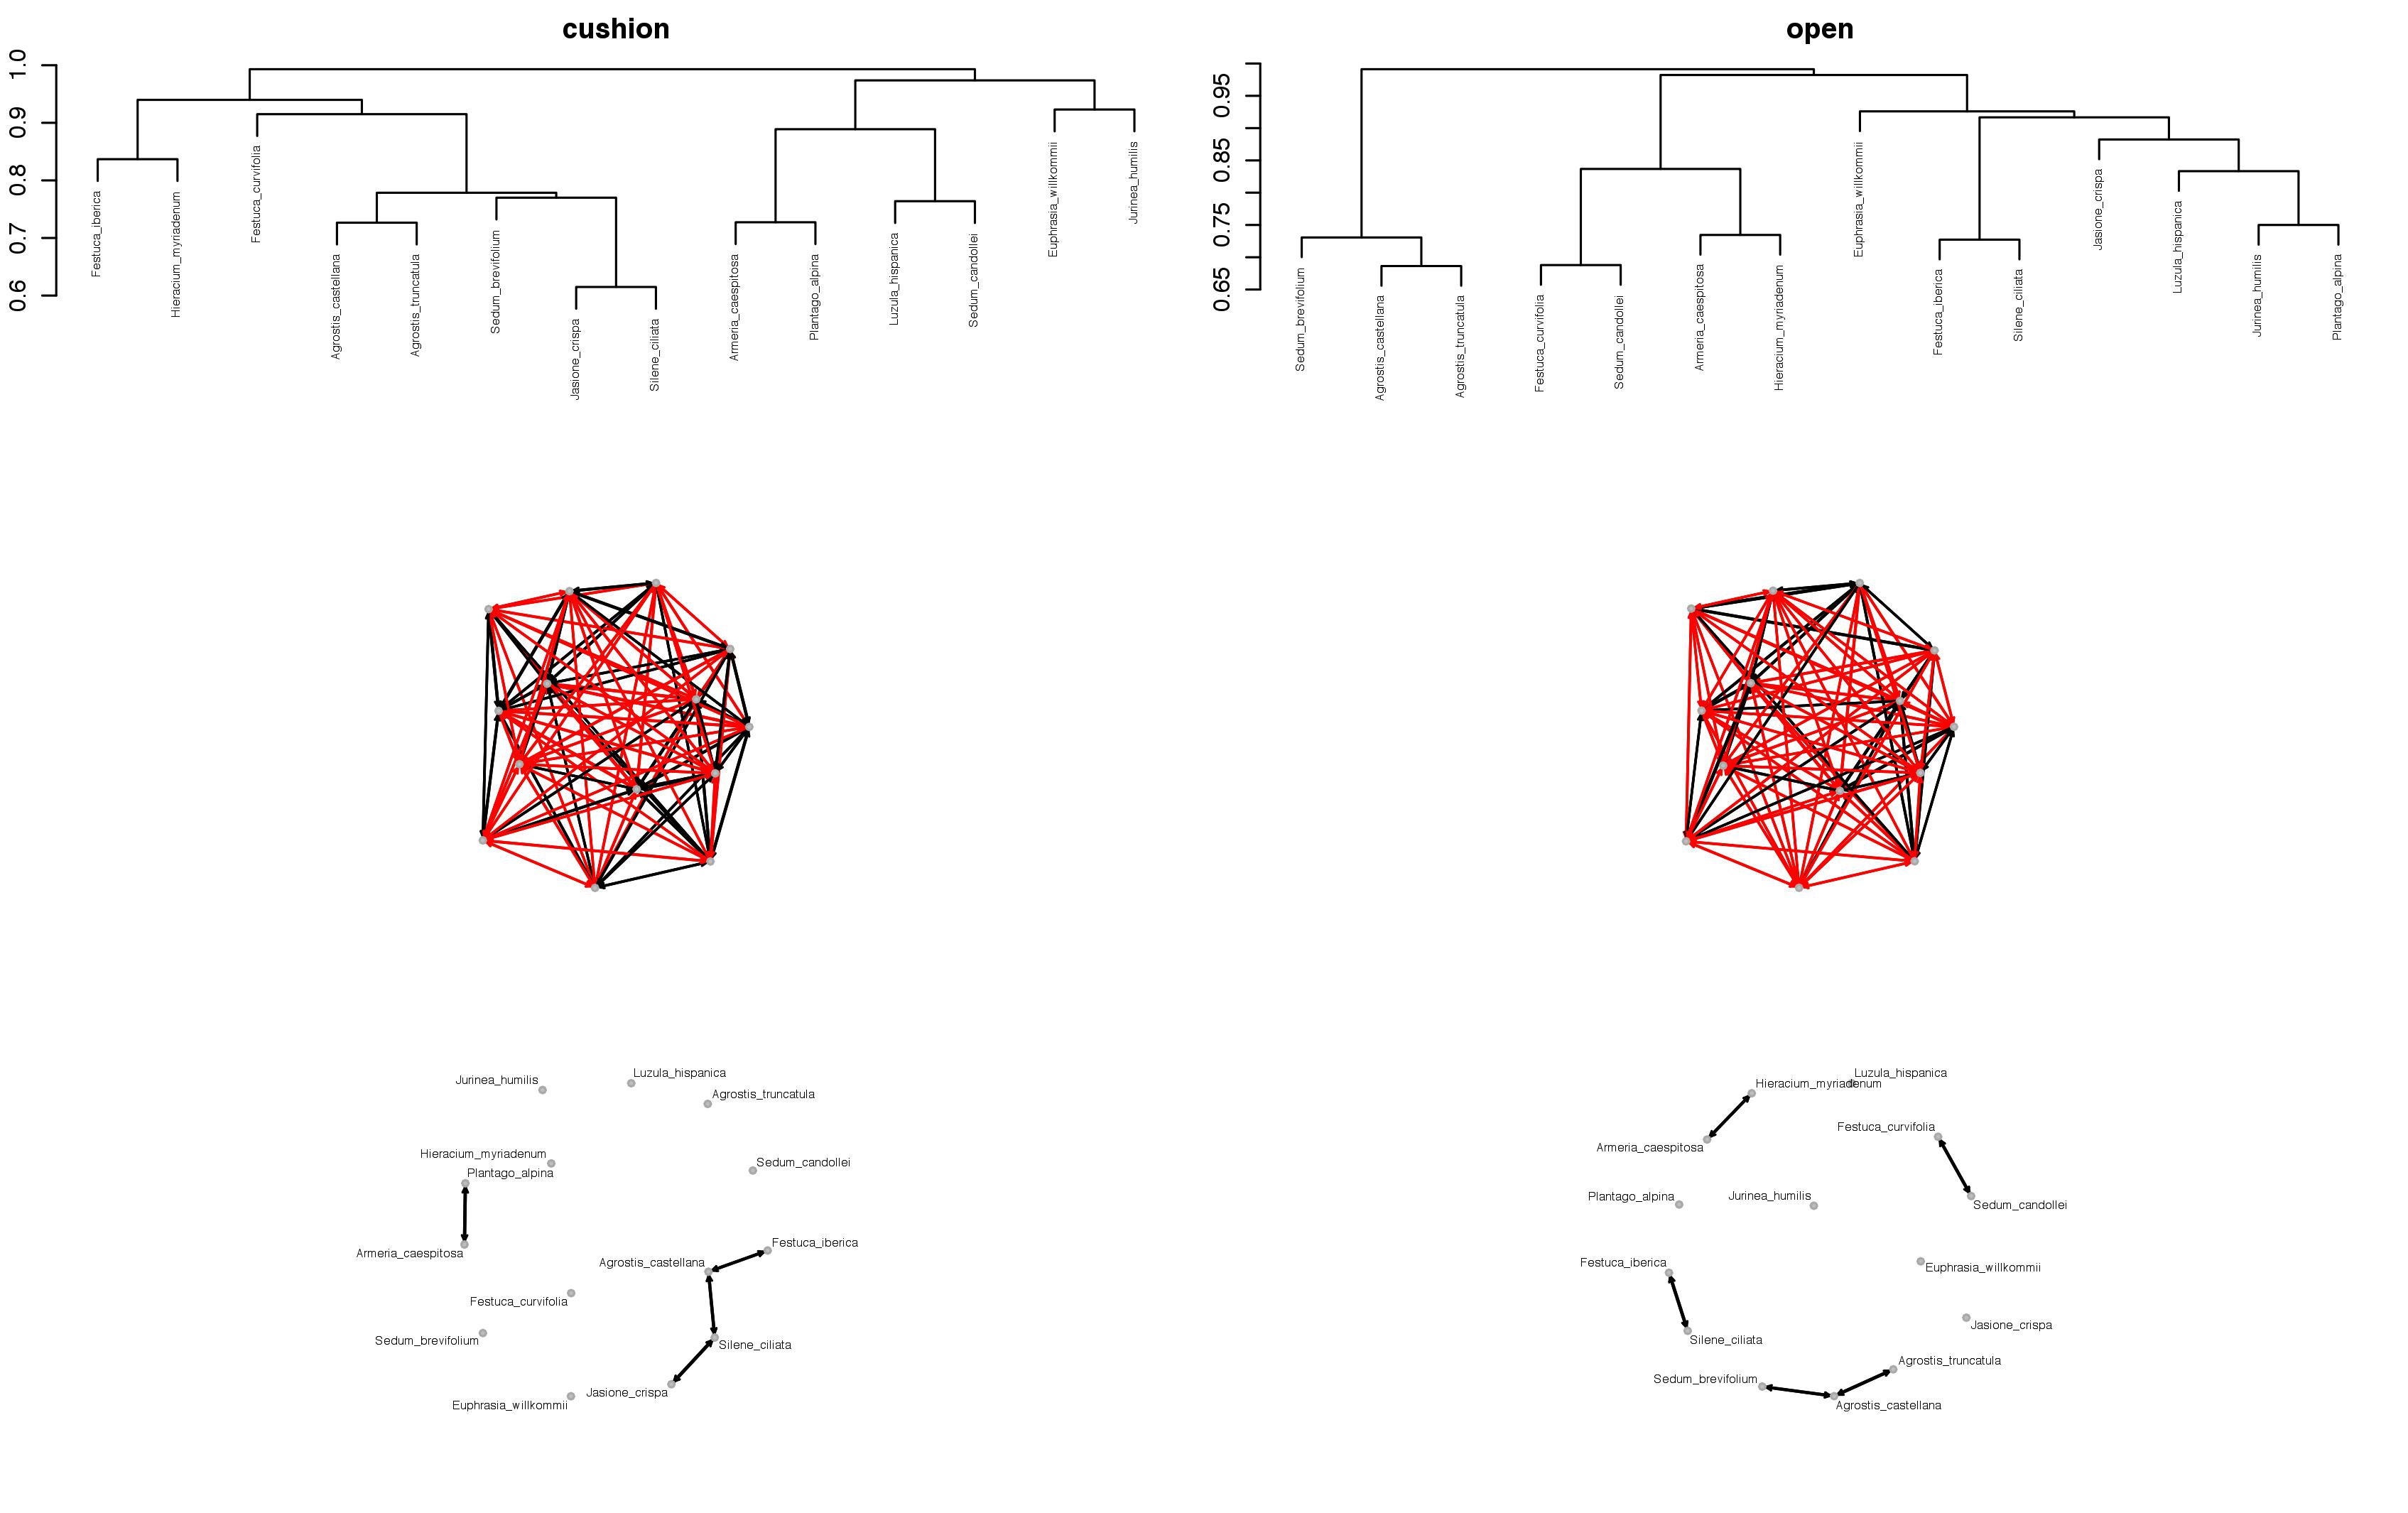 cushion
1.0
0.9
0.8
0.7
0.6
Festuca_iberica
Hieracium_myriadenum
Festuca_curvifolia
Agrostis_castellana
Agrostis_truncatula
Sedum_brevifolium
Jasione_crispa
Silene_ciliata
Armeria_caespitosa
Plantago_alpina
Luzula_hispanica
Sedum_candollei
Euphrasia_willkommii
Jurinea_humilis
open
0.95
0.85
0.75
0.65
Sedum_brevifolium
Agrostis_castellana
Agrostis_truncatula
Festuca_curvifolia
Sedum_candollei
Armeria_caespitosa
Hieracium_myriadenum
Euphrasia_willkommii
Festuca_iberica
Silene_ciliata
Jasione_crispa
Luzula_hispanica
Jurinea_humilis
Plantago_alpina
Luzula_hispanica
Jurinea_humilis
Agrostis_truncatula
Hieracium_myriadenum
Sedum_candollei
Plantago_alpina
Festuca_iberica
Armeria_caespitosa
Agrostis_castellana
Festuca_curvifolia
Sedum_brevifolium
Silene_ciliata
Jasione_crispa
Euphrasia_willkommii
Luzula_hispanica
Hieracium_myriadenum
Festuca_curvifolia
Armeria_caespitosa
Plantago_alpina
Jurinea_humilis
Sedum_candollei
Festuca_iberica
Euphrasia_willkommii
Jasione_crispa
Silene_ciliata
Agrostis_truncatula
Sedum_brevifolium
Agrostis_castellana